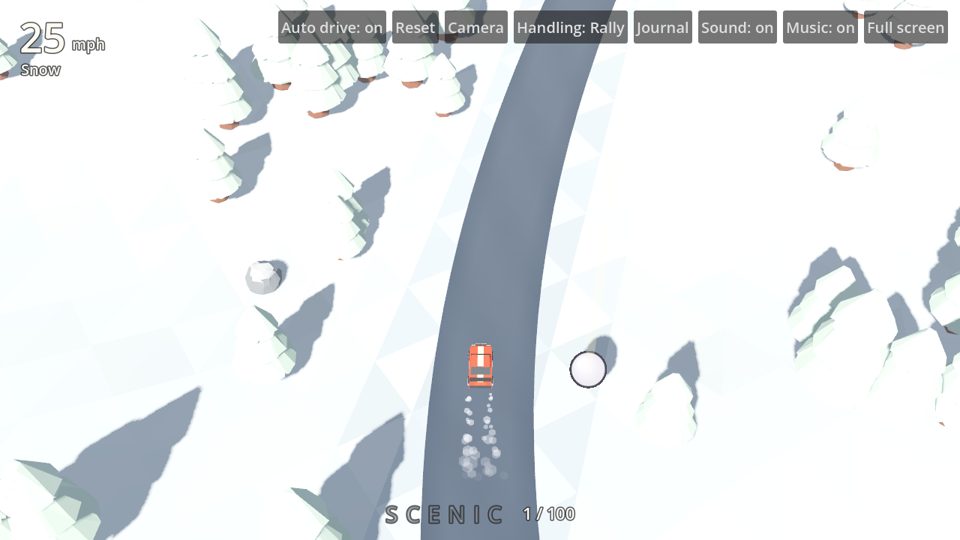 25 mph
Snow
Auto drive: on Reset Camera Handling: Rally Journal Sound: on Music: on Full screen
SCENIC 1/100